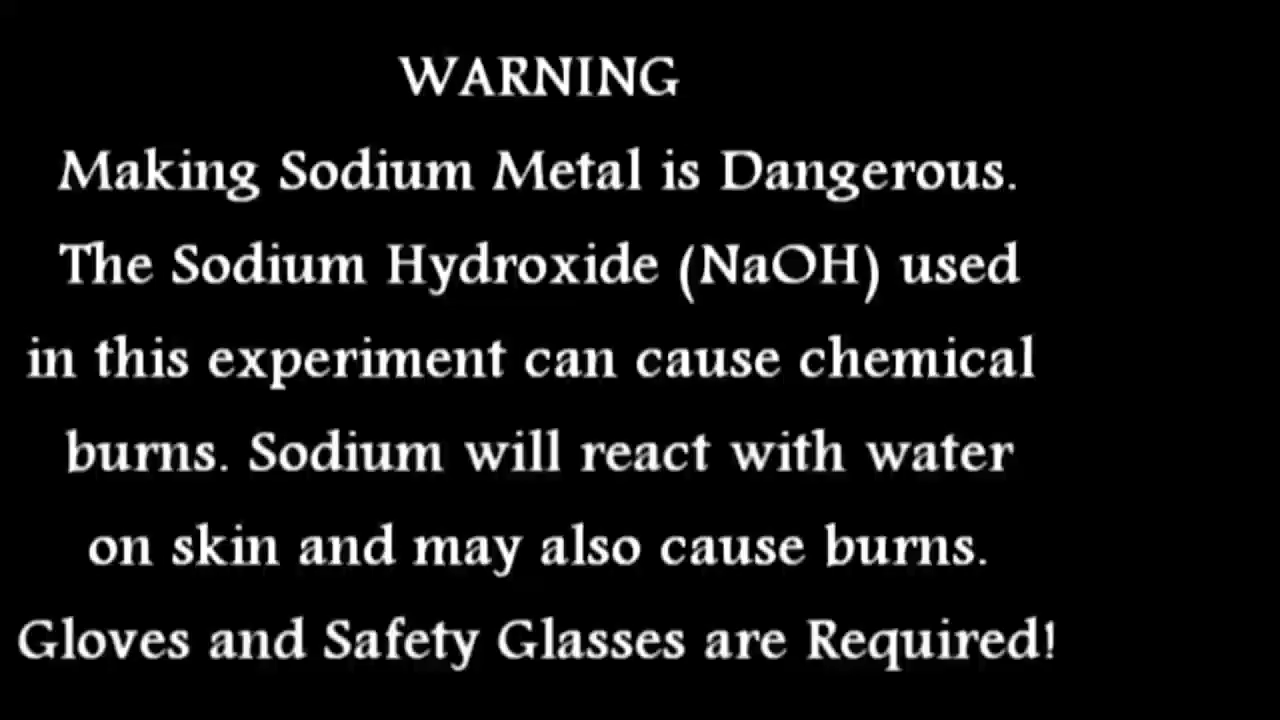 WARNING
Making Sodium Metal is Dangerous.
The Sodium Hydroxide (NaOH) used
in this experiment can cause chemical
burns. Sodium will react with water
on skin and may also cause burns.
Gloves and Safety Glasses are Required!